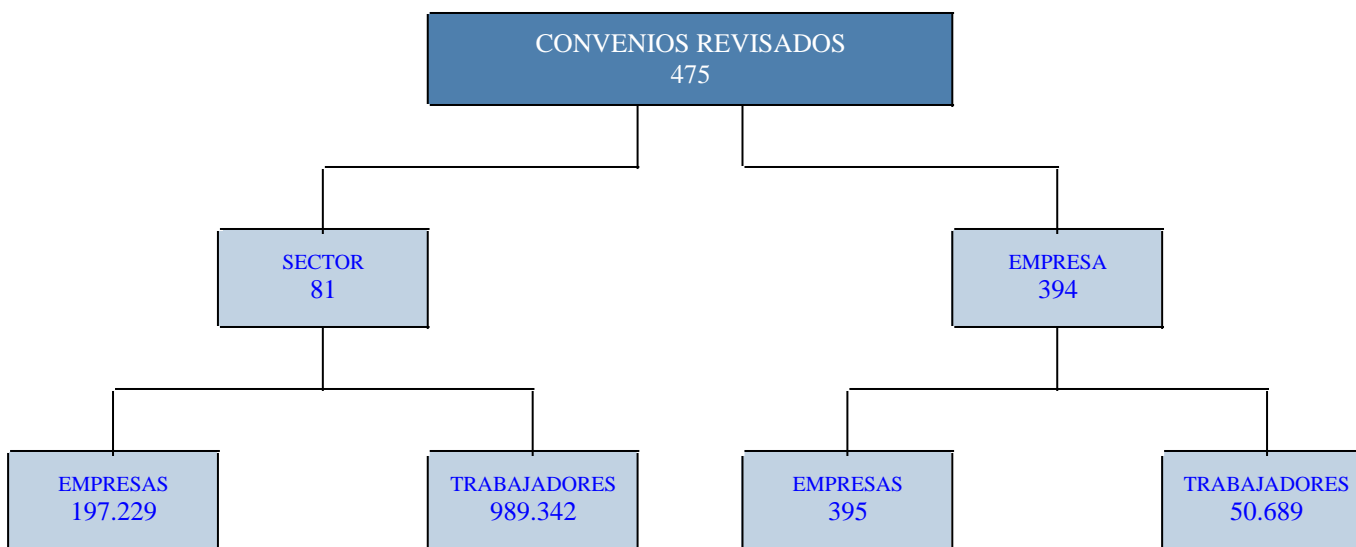 CONVENIOS REVISADOS
475
SECTOR
81
EMPRESA
394
EMPRESAS
197.229
TRABAJADORES
989.342
EMPRESAS
395
TRABAJADORES
50.689